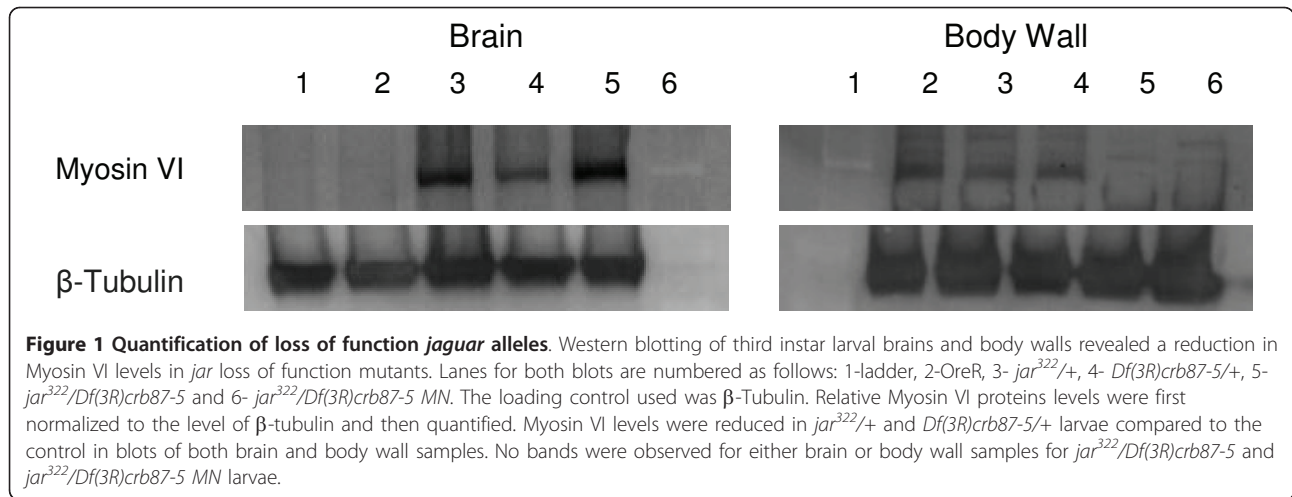 Brain Body Wall
1 2 3 4 5 6 1 2 3 4 5 6
Myosin VI
β-Tubulin
Figure 1 Quantification of loss of function jaguar alleles. Western blotting of third instar larval brains and body walls revealed a reduction in
Myosin VI levels in jar loss of function mutants. Lanes for both blots are numbered as follows: 1-ladder, 2-OreR, 3- jar³²²/+, 4- Df(3R)crb87-5/+, 5-
jar³²²/Df(3R)crb87-5 and 6- jar³²²/Df(3R)crb87-5 MN. The loading control used was β-Tubulin. Relative Myosin VI proteins levels were first
normalized to the level of β-tubulin and then quantified. Myosin VI levels were reduced in jar³²²/+ and Df(3R)crb87-5/+ larvae compared to the
control in blots of both brain and body wall samples. No bands were observed for either brain or body wall samples for jar³²²/Df(3R)crb87-5 and
jar³²²/Df(3R)crb87-5 MN larvae.